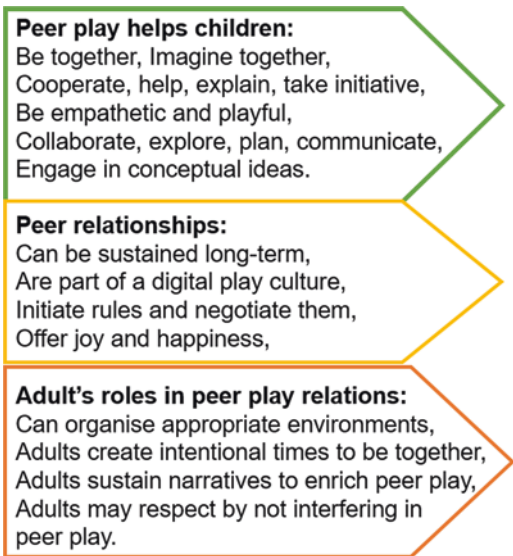 Peer play helps children:
Be together, Imagine together,
Cooperate, help, explain, take initiative,
Be empathetic and playful,
Collaborate, explore, plan, communicate,
Engage in conceptual ideas.
Peer relationships:
Can be sustained long-term,
Are part of a digital play culture,
Initiate rules and negotiate them,
Offer joy and happiness,
Adult's roles in peer play relations:
Can organise appropriate environments,
Adults create intentional times to be together,
Adults sustain narratives to enrich peer play,
Adults may respect by not interfering in
peer play.